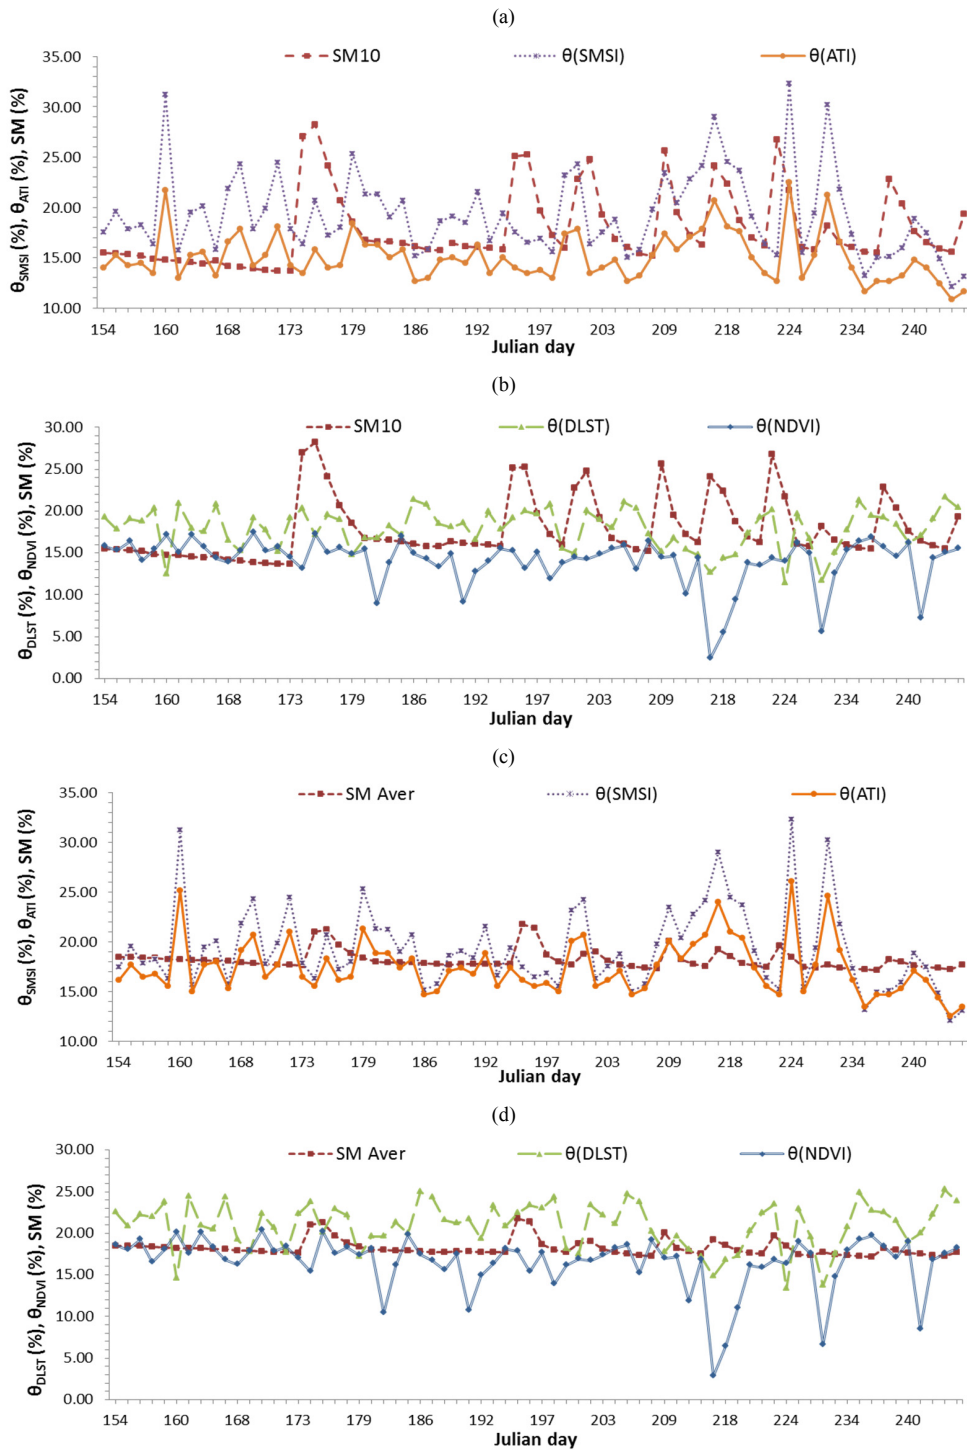 (a)
35.00
30.00
25.00
20.00
15.00
10.00
θSMSI (%), θATI (%), SM (%)
SM10 θ(SMSI) θ(ATI)
154 160 168 173 179 186 192 197 203 209 218 224 234 240
Julian day
(b)
30.00
25.00
20.00
15.00
10.00
5.00
0.00
θDLST (%), θNDVI (%), SM (%)
SM10 θ(DLST) θ(NDVI)
154 160 168 173 179 186 192 197 203 209 218 224 234 240
Julian day
(c)
35.00
30.00
25.00
20.00
15.00
10.00
θSMSI (%), θATI (%), SM (%)
SM Aver θ(SMSI) θ(ATI)
154 160 168 173 179 186 192 197 203 209 218 224 234 240
Julian day
(d)
30.00
25.00
20.00
15.00
10.00
5.00
0.00
θDLST (%), θNDVI (%), SM (%)
SM Aver θ(DLST) θ(NDVI)
154 160 168 173 179 186 192 198 203 209 218 224 234 240
Julian day